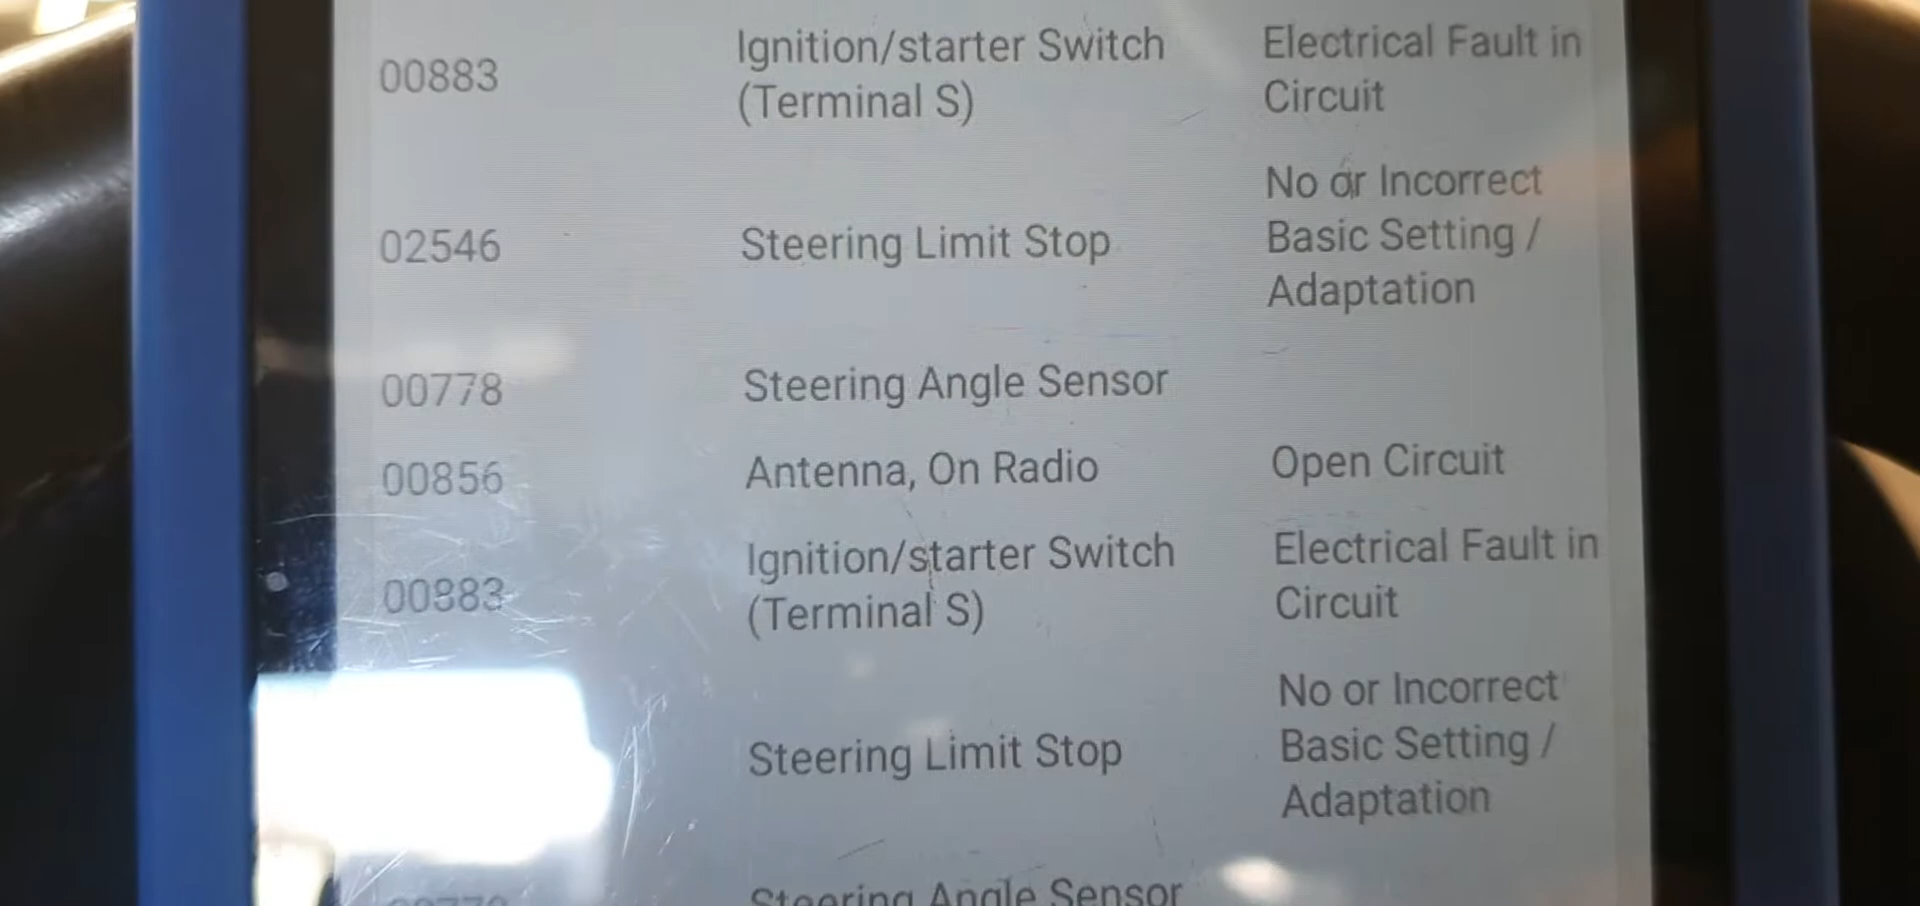 00883
Ignition/starter Switch
(Terminal S)
Electrical Fault in
Circuit
02546
Steering Limit Stop
No or Incorrect
Basic Setting /
Adaptation
00778
Steering Angle Sensor
00856
Antenna, On Radio
Open Circuit
00883
Ignition/starter Switch
(Terminal S)
Electrical Fault in
Circuit
Steering Limit Stop
No or Incorrect
Basic Setting /
Adaptation
Steering Angle Sensor